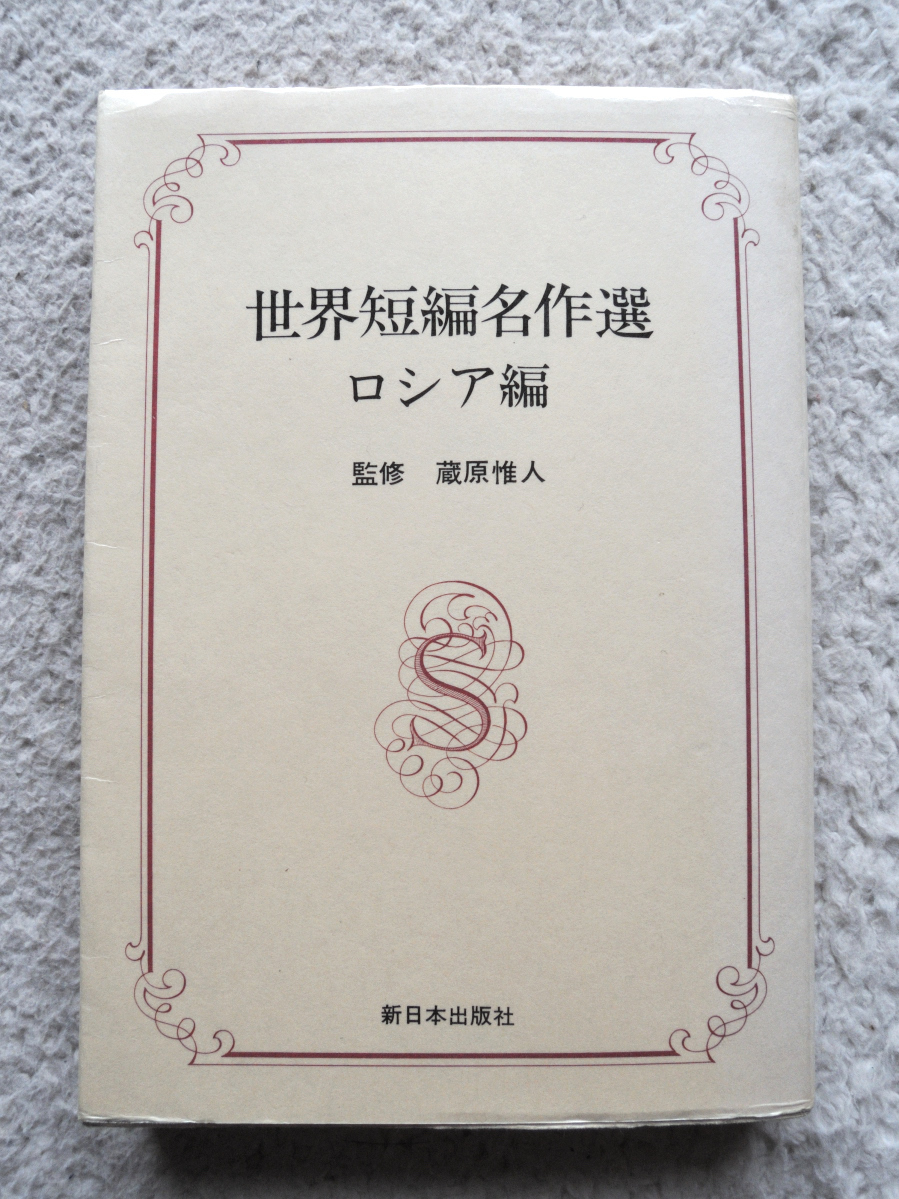 世界短編名作選
ロシア編
監修 蔵原惟人
S
新日本出版社